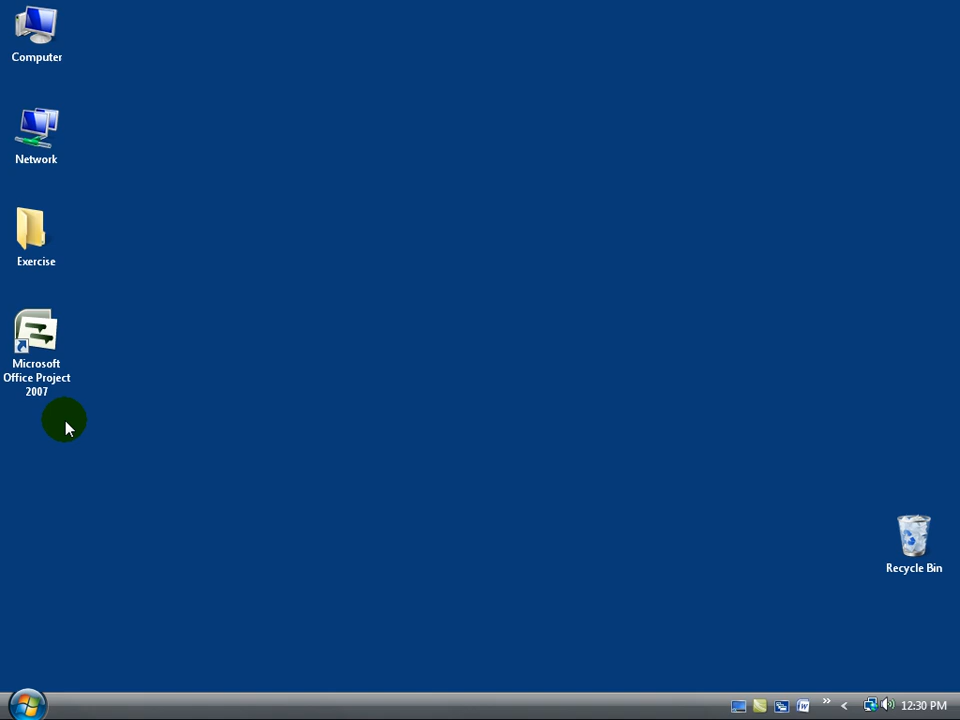 Computer
Network
Exercise
Microsoft
Office Project
2007
Recycle Bin
12:30 PM